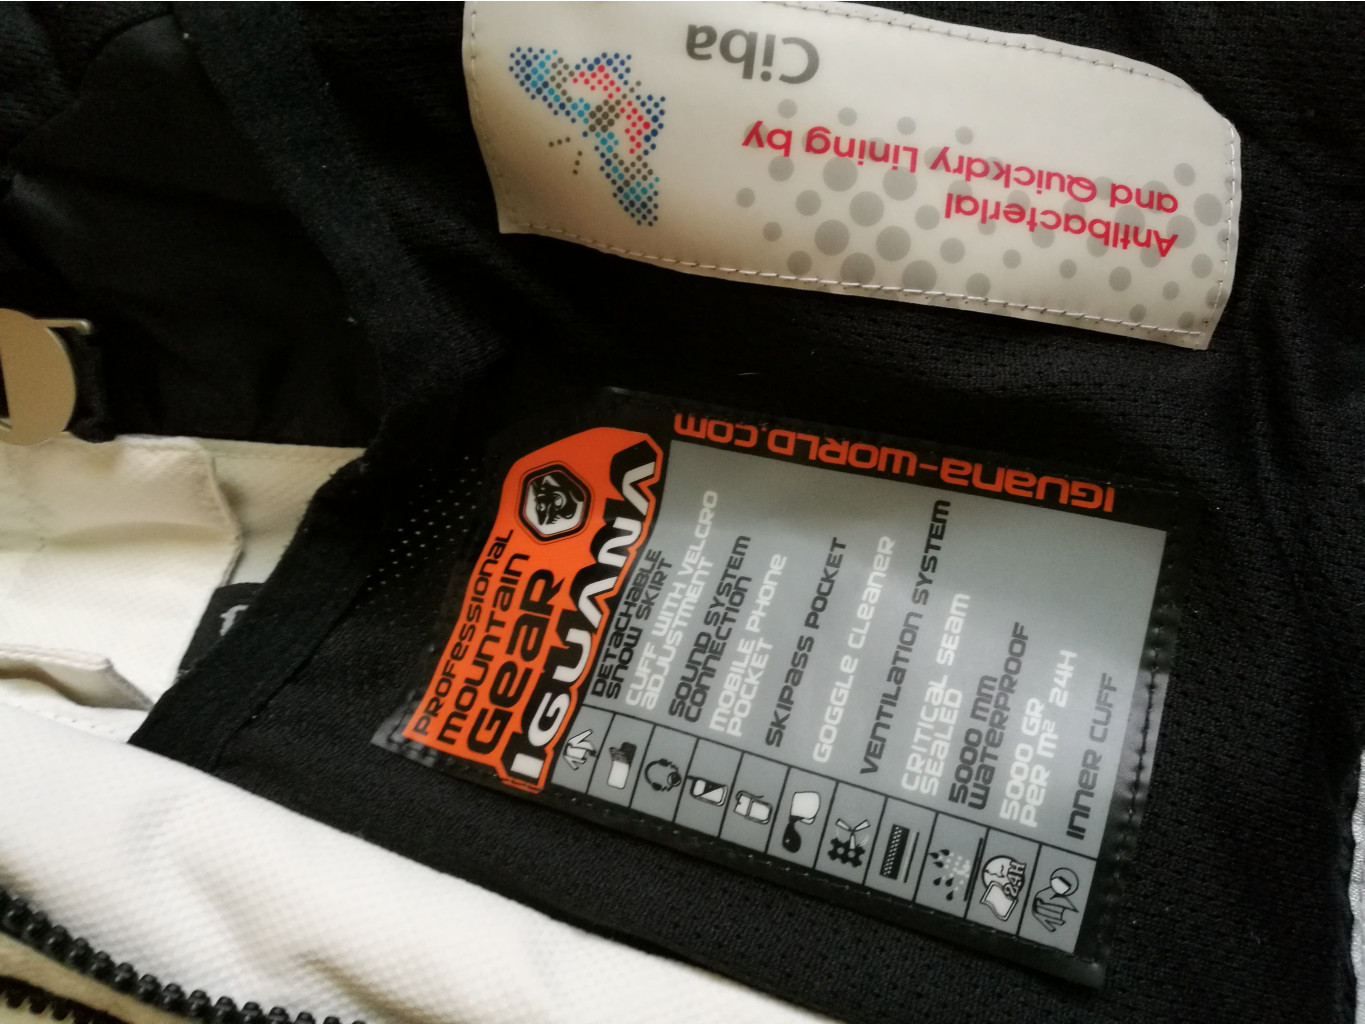 Antibacterial
and Quickdry Lining by
Ciba
PROFESSIONAL
MOUNTAIN
GEAR
IGUANA
DETACHABLE
SNOW SKIRT
CUFF WITH VELCRO
ADJUSTMENT
SOUND SYSTEM
CONNECTION
MOBILE PHONE
POCKET
SKIPASS POCKET
GOGGLE CLEANER
VENTILATION SYSTEM
CRITICAL SEAM
SEALED
5000 mm
WATERPROOF
5000 GR
PER M² 24H
INNER CUFF
24H
IGUANA-WORLD.COM